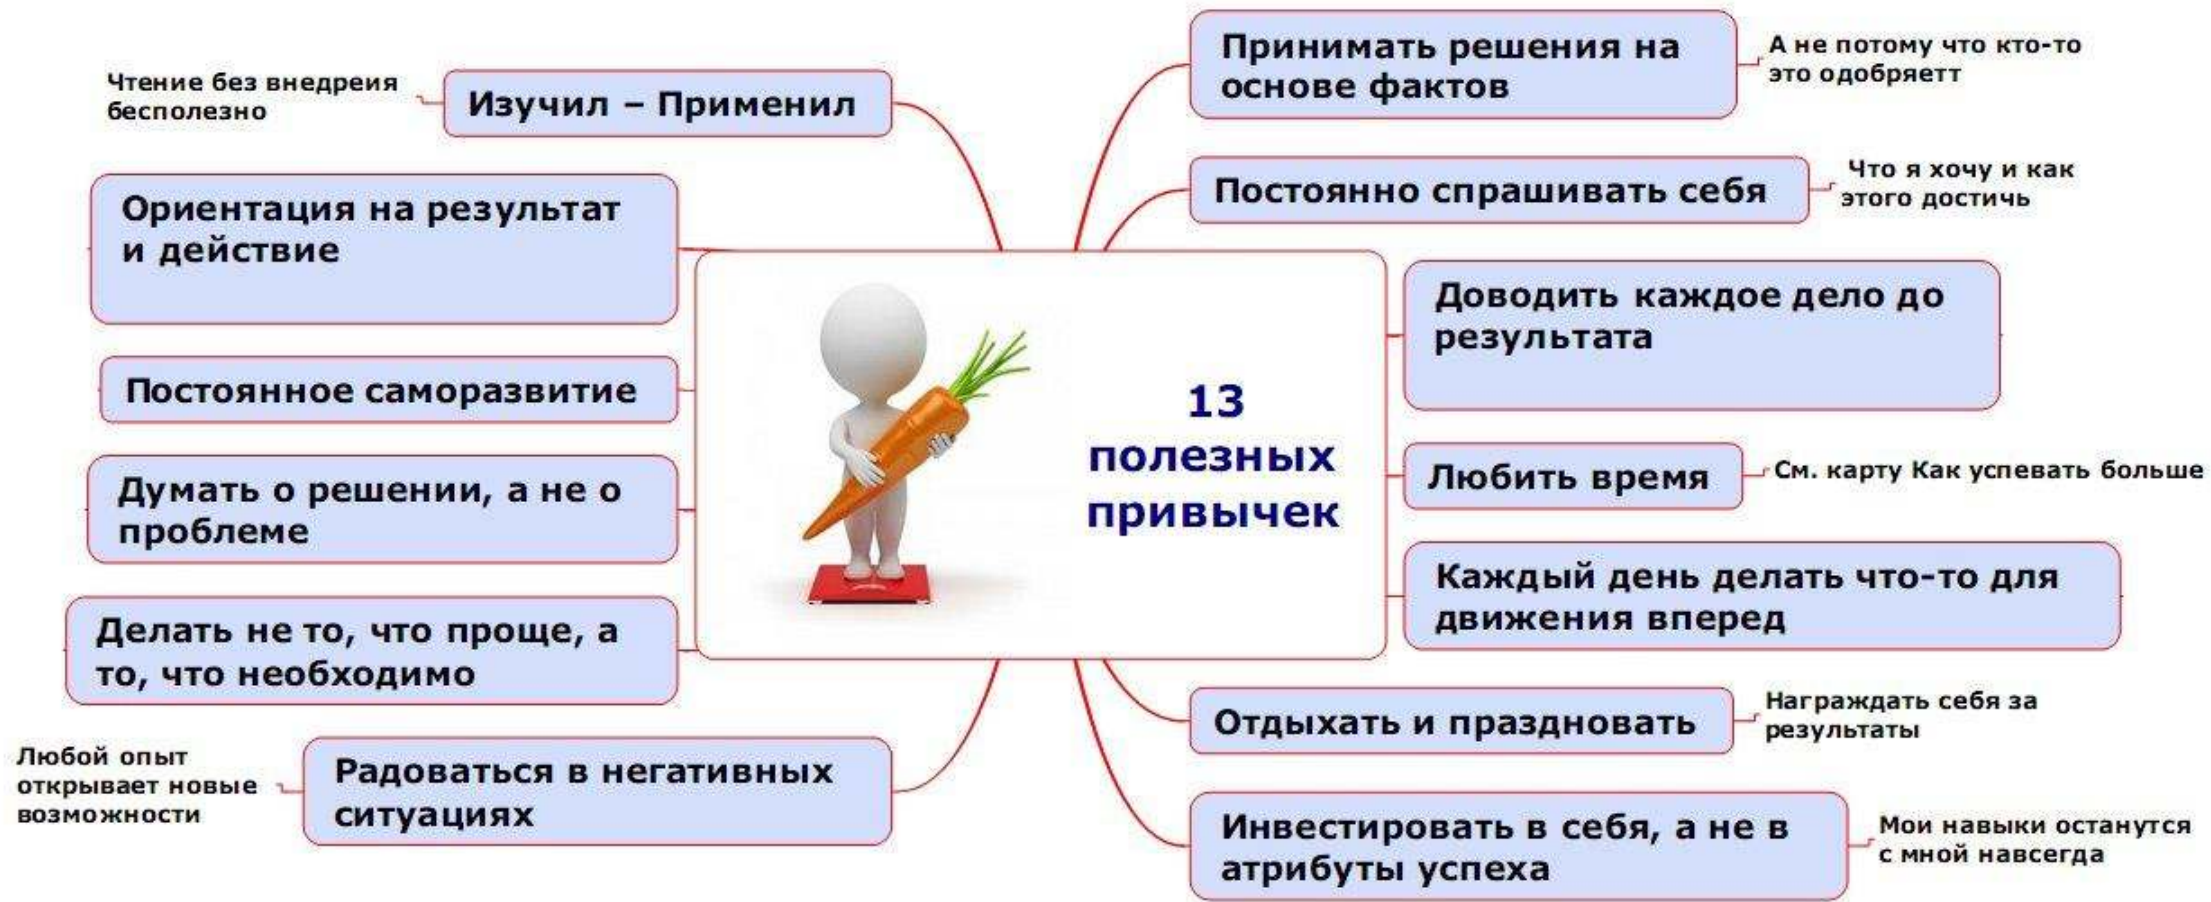 13
полезных
привычек
Принимать решения на
основе фактов
А не потому что кто-то
это одобряетт
Постоянно спрашивать себя
Что я хочу и как
этого достичь
Доводить каждое дело до
результата
Любить время
См. карту Как успевать больше
Каждый день делать что-то для
движения вперед
Отдыхать и праздновать
Награждать себя за
результаты
Инвестировать в себя, а не в
атрибуты успеха
Мои навыки останутся
с мной навсегда
Изучил – Применил
Чтение без внедреия
бесполезно
Ориентация на результат
и действие
Постоянное саморазвитие
Думать о решении, а не о
проблеме
Делать не то, что проще, а
то, что необходимо
Радоваться в негативных
ситуациях
Любой опыт
открывает новые
возможности